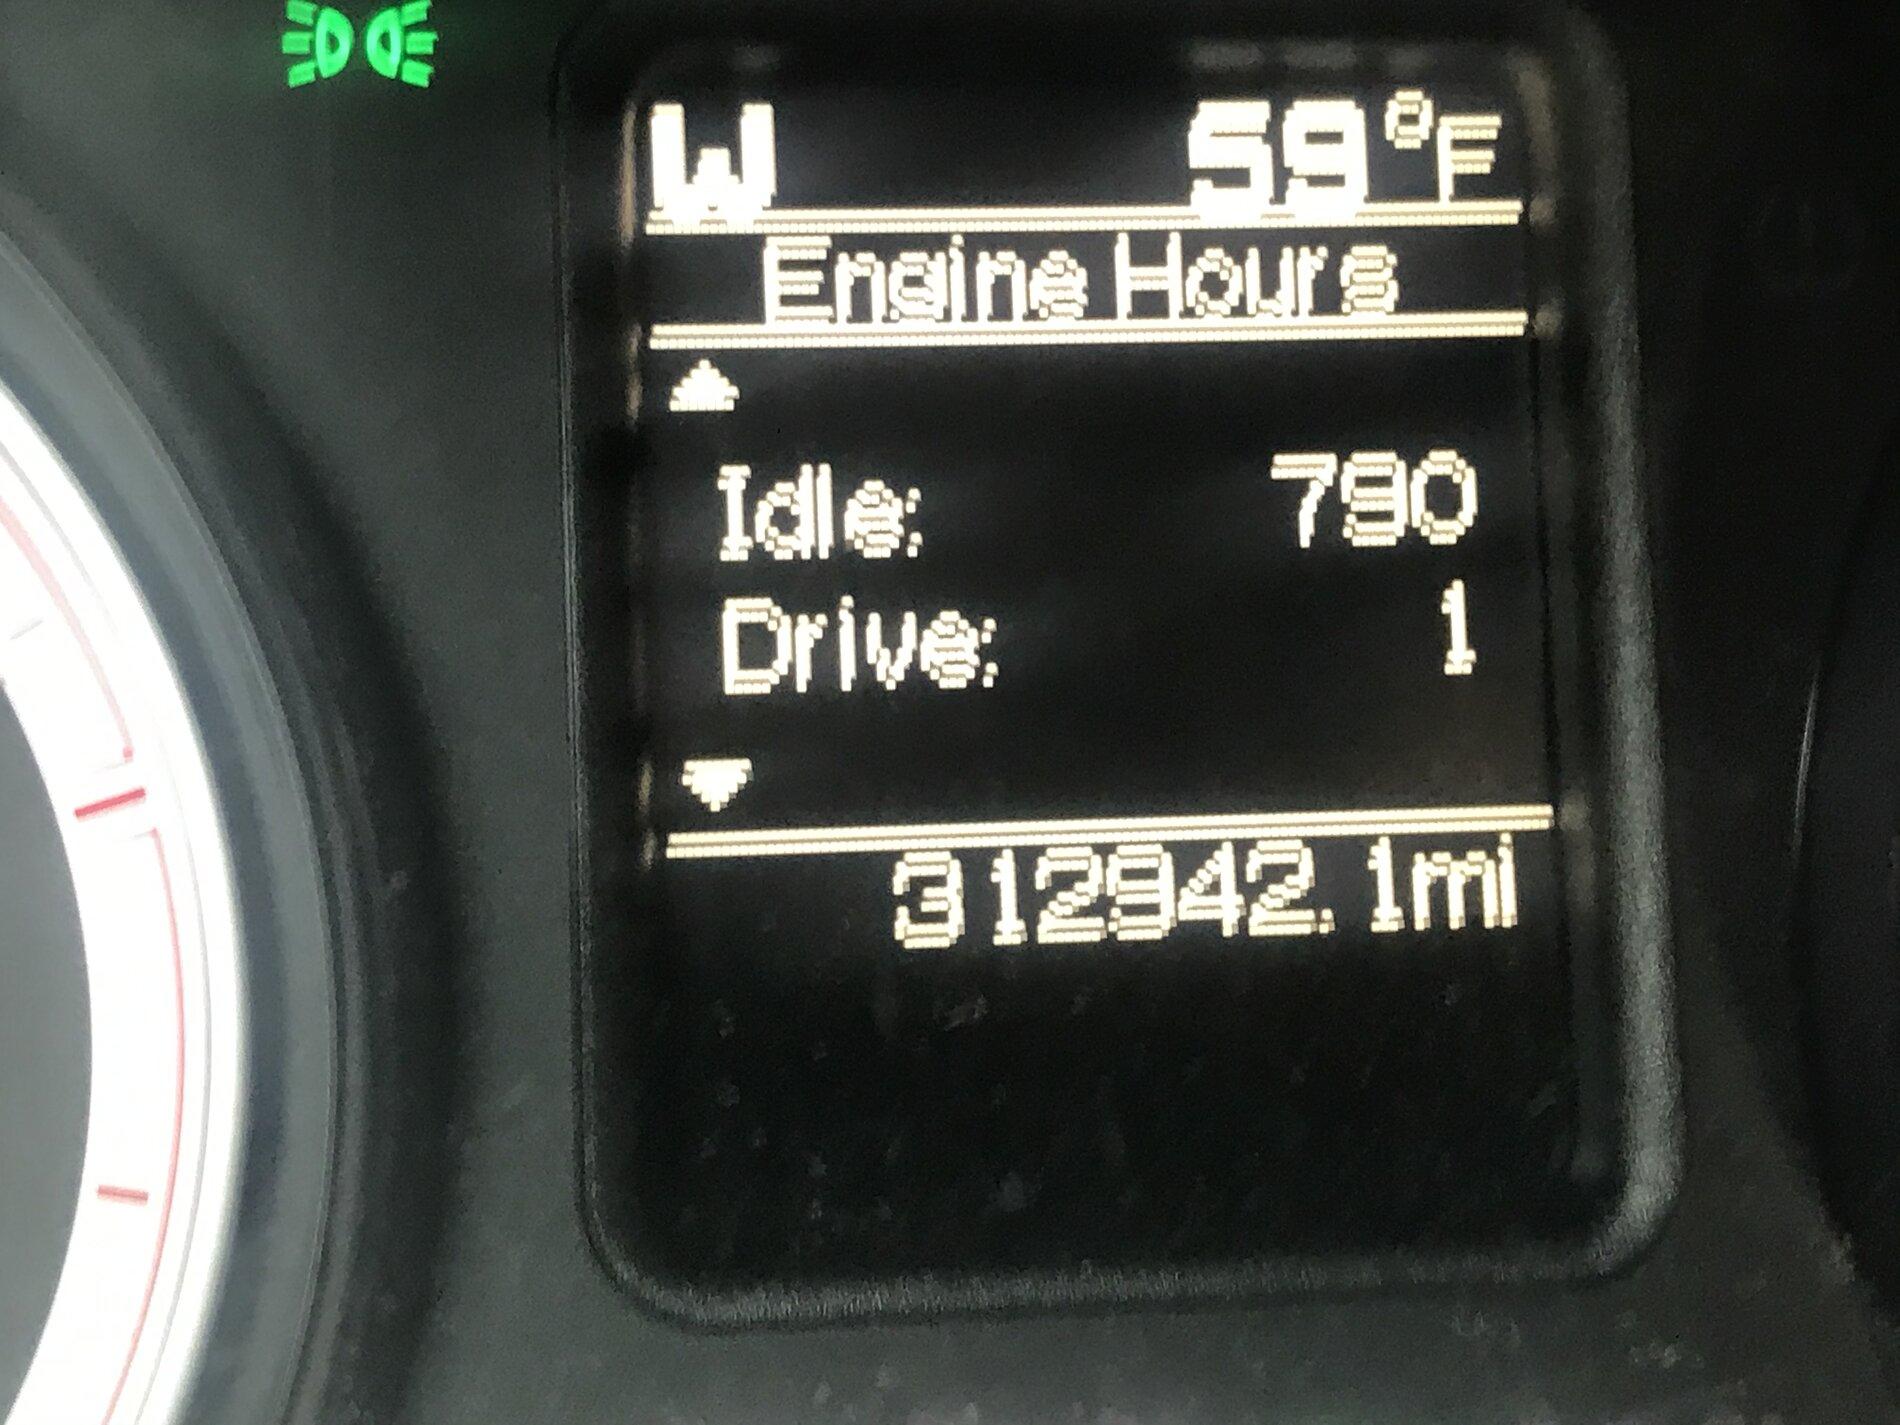 W 59°F
Engine Hours
Idle: 790
Drive: 1
312942.1mi